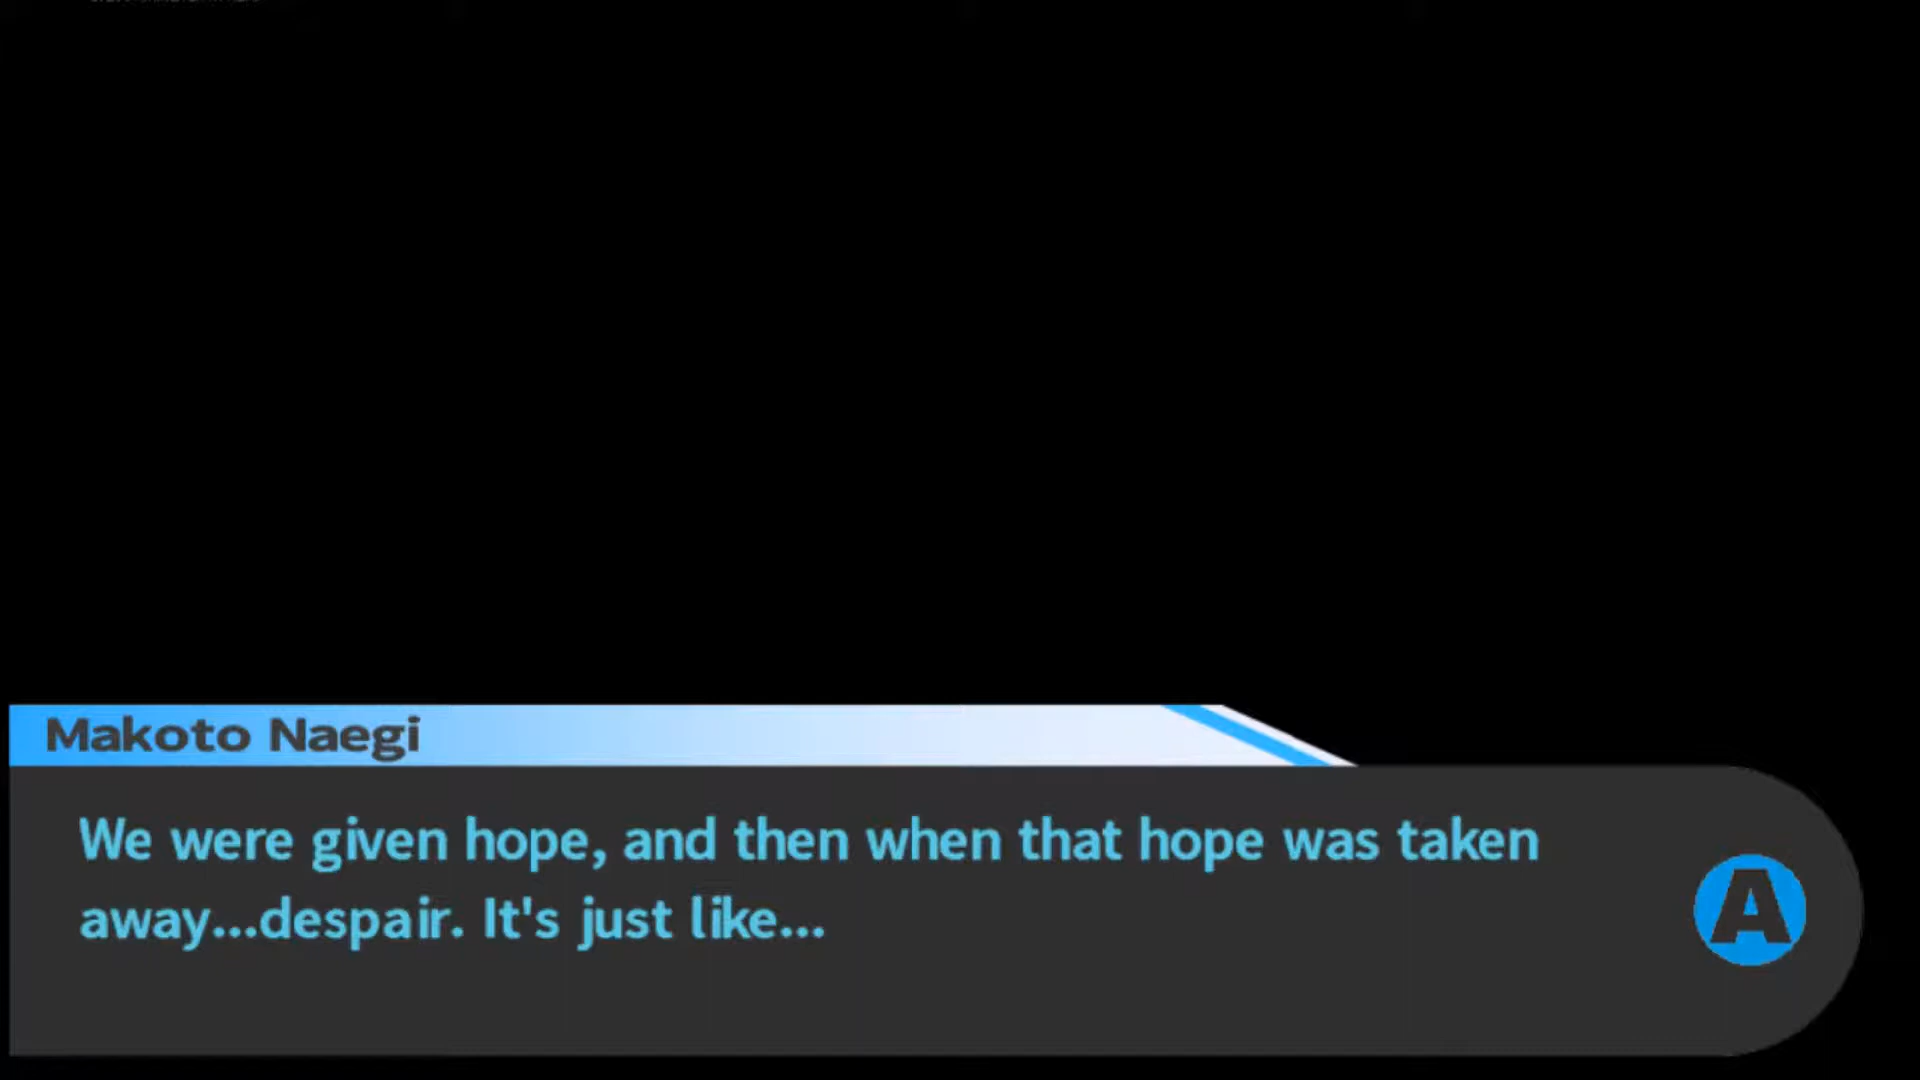 Makoto Naegi
We were given hope, and then when that hope was taken
away...despair. It's just like...
A